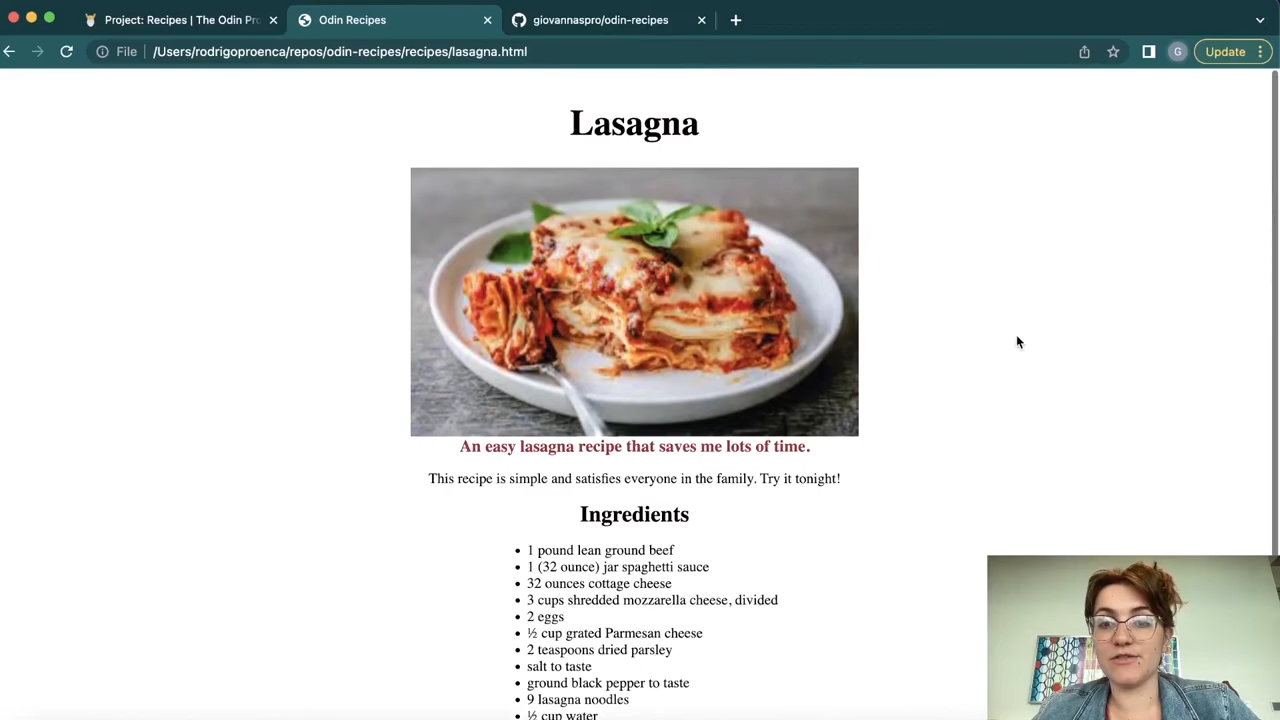 Project: Recipes | The Odin Pro
Odin Recipes
giovannaspro/odin-recipes
File
/Users/rodrigoproenca/repos/odin-recipes/recipes/lasagna.html
G
Update
Lasagna
An easy lasagna recipe that saves me lots of time.
This recipe is simple and satisfies everyone in the family. Try it tonight!
Ingredients
1 pound lean ground beef
1 (32 ounce) jar spaghetti sauce
32 ounces cottage cheese
3 cups shredded mozzarella cheese, divided
2 eggs
½ cup grated Parmesan cheese
2 teaspoons dried parsley
salt to taste
ground black pepper to taste
9 lasagna noodles
½ cup water